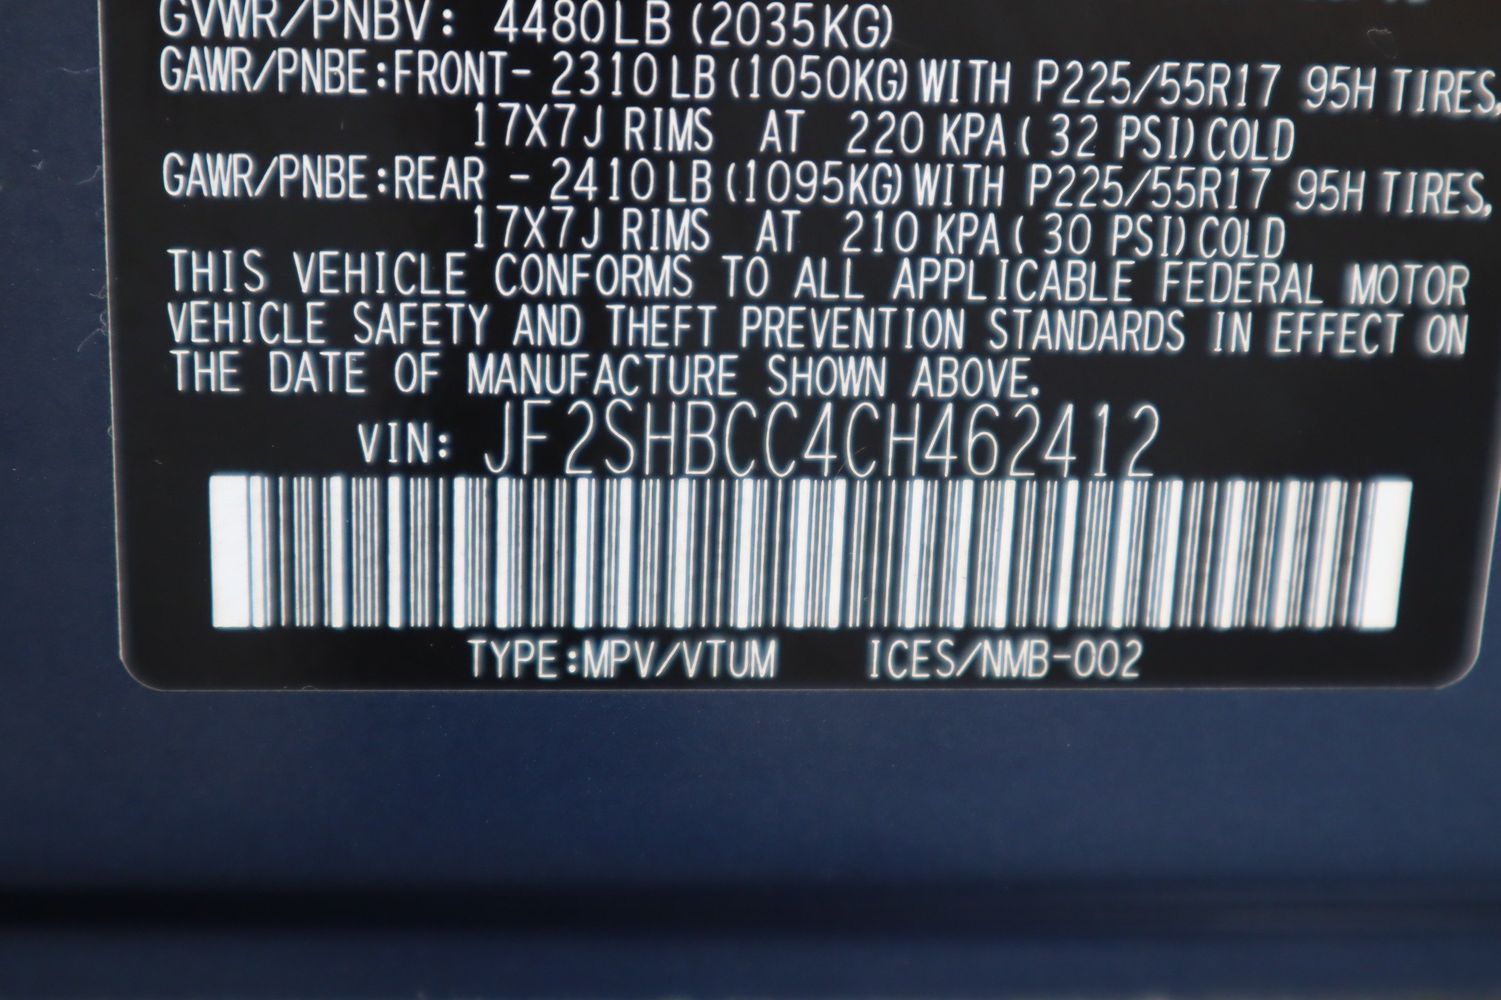 GVWR/PNBV: 4480LB (2035KG)
GAWR/PNBE:FRONT- 2310LB (1050KG) WITH P225/55R17 95H TIRES,
17X7J RIMS AT 220 KPA ( 32 PSI) COLD
GAWR/PNBE:REAR - 2410LB (1095KG) WITH P225/55R17 95H TIRES,
17X7J RIMS AT 210 KPA ( 30 PSI) COLD
THIS VEHICLE CONFORMS TO ALL APPLICABLE FEDERAL MOTOR
VEHICLE SAFETY AND THEFT PREVENTION STANDARDS IN EFFECT ON
THE DATE OF MANUFACTURE SHOWN ABOVE.
VIN: JF2SHBCC4CH462412
TYPE:MPV/VTUM ICES/NMB-002